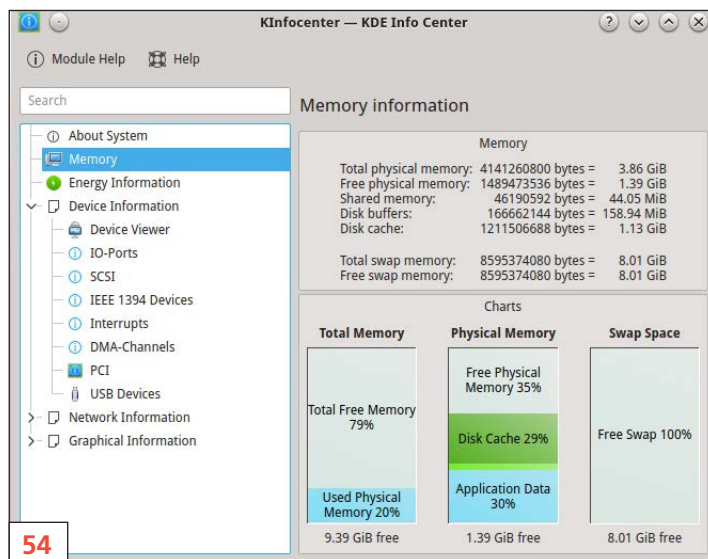 KInfocenter — KDE Info Center
Module Help Help
Search
About System
Memory
Energy Information
Device Information
Device Viewer
IO-Ports
SCSI
IEEE 1394 Devices
Interrupts
DMA-Channels
PCI
USB Devices
Network Information
Graphical Information
Memory information
Memory
Total physical memory: 4141260800 bytes = 3.86 GiB
Free physical memory: 1489473536 bytes = 1.39 GiB
Shared memory: 46190592 bytes = 44.05 MiB
Disk buffers: 166662144 bytes = 158.94 MiB
Disk cache: 1211506688 bytes = 1.13 GiB
Total swap memory: 8595374080 bytes = 8.01 GiB
Free swap memory: 8595374080 bytes = 8.01 GiB
Charts
Total Memory
Total Free Memory
79%
Used Physical
Memory 20%
9.39 GiB free
Physical Memory
Free Physical
Memory 35%
Disk Cache 29%
Application Data
30%
1.39 GiB free
Swap Space
Free Swap 100%
8.01 GiB free
54